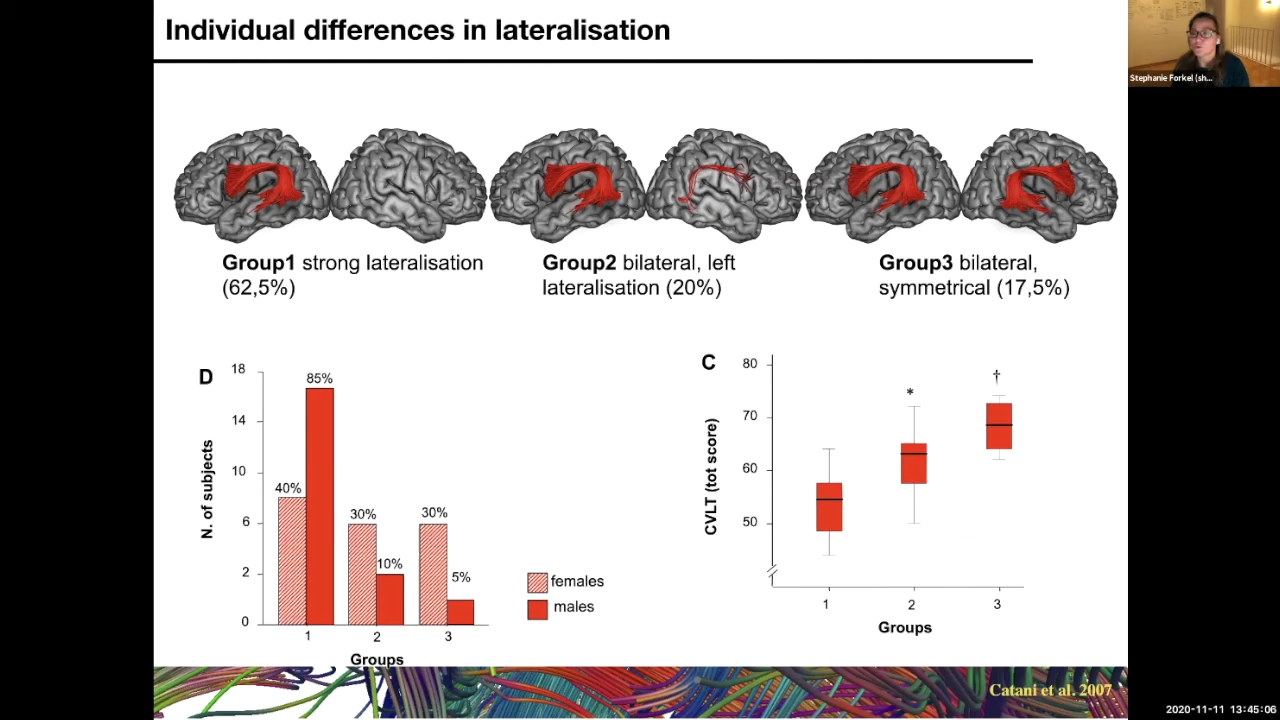 Individual differences in lateralisation
Stephanie Forkel (sh...
Group1 strong lateralisation
(62,5%)
Group2 bilateral, left
lateralisation (20%)
Group3 bilateral,
symmetrical (17,5%)
D
N. of subjects
18
14
10
6
2
0
40%
85%
30%
10%
30%
5%
1
2
3
Groups
females
males
C
CVLT (tot score)
80
70
60
50
*
†
1
2
3
Groups
Catani et al. 2007
2020-11-11 13:45:06